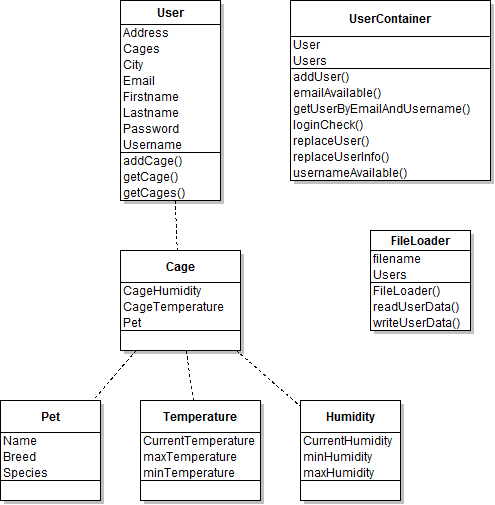 User
Address
Cages
City
Email
Firstname
Lastname
Password
Username
addCage()
getCage()
getCages()
UserContainer
User
Users
addUser()
emailAvailable()
getUserByEmailAndUsername()
loginCheck()
replaceUser()
replaceUserInfo()
usernameAvailable()
FileLoader
filename
Users
FileLoader()
readUserData()
writeUserData()
Cage
CageHumidity
CageTemperature
Pet
Pet
Name
Breed
Species
Temperature
CurrentTemperature
maxTemperature
minTemperature
Humidity
CurrentHumidity
minHumidity
maxHumidity